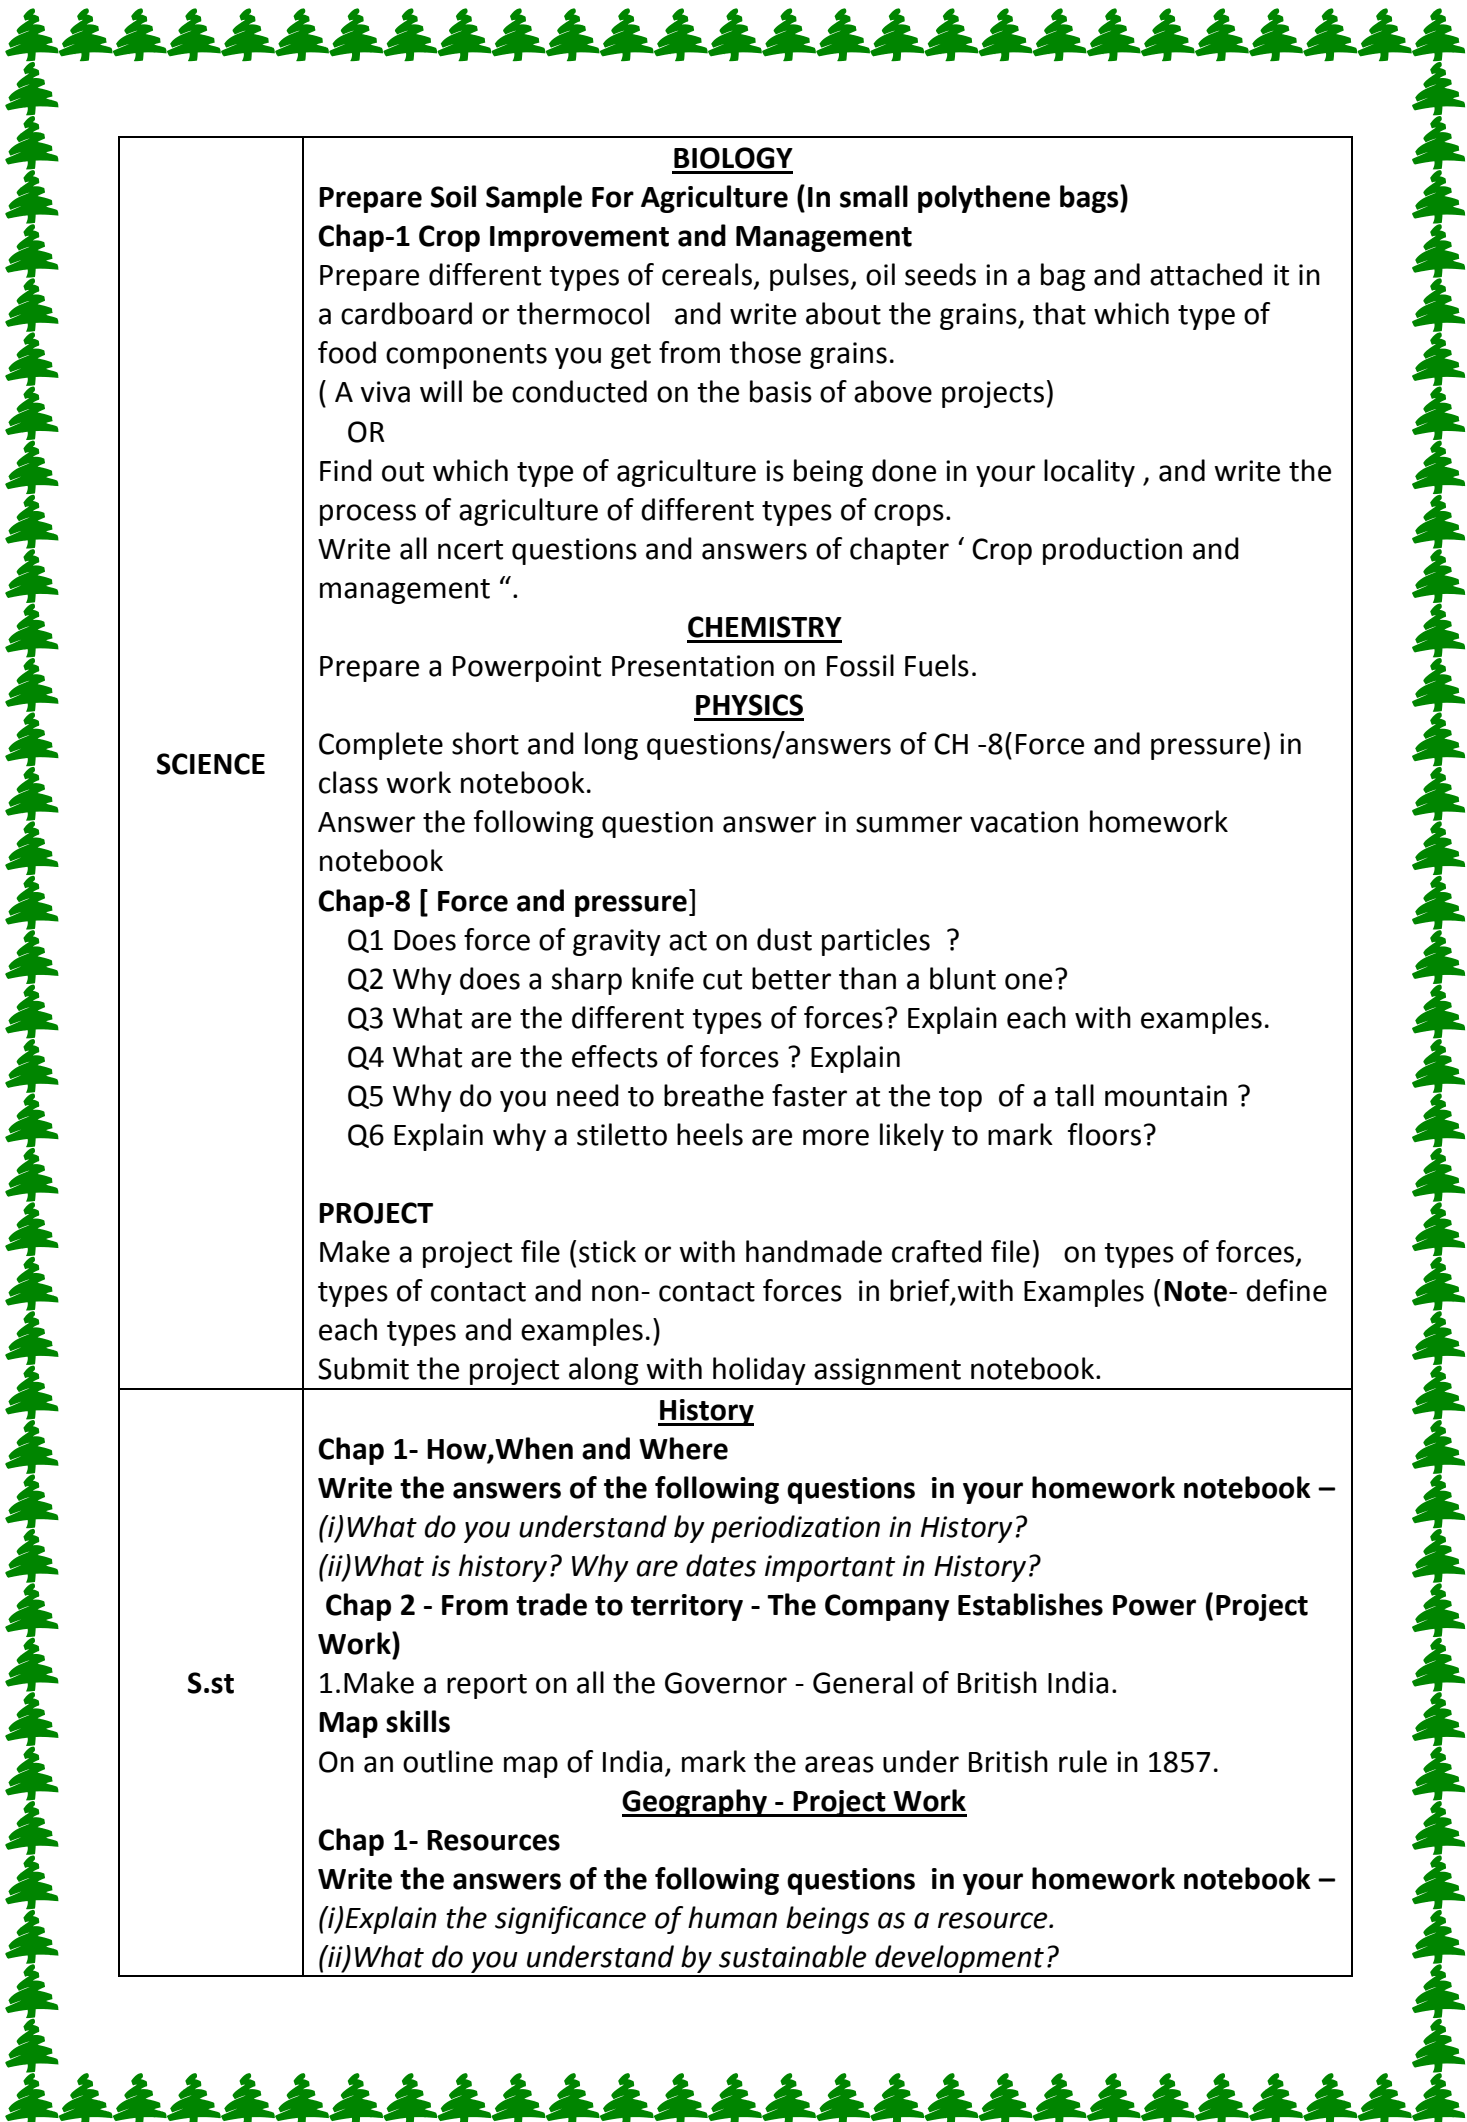 BIOLOGY
Prepare Soil Sample For Agriculture (In small polythene bags)
Chap-1 Crop Improvement and Management
Prepare different types of cereals, pulses, oil seeds in a bag and attached it in
a cardboard or thermocol and write about the grains, that which type of
food components you get from those grains.
( A viva will be conducted on the basis of above projects)
OR
Find out which type of agriculture is being done in your locality , and write the
process of agriculture of different types of crops.
Write all ncert questions and answers of chapter ‘ Crop production and
management “.
CHEMISTRY
Prepare a Powerpoint Presentation on Fossil Fuels.
PHYSICS
SCIENCE
Complete short and long questions/answers of CH -8(Force and pressure) in
class work notebook.
Answer the following question answer in summer vacation homework
notebook
Chap-8 [ Force and pressure]
Q1 Does force of gravity act on dust particles ?
Q2 Why does a sharp knife cut better than a blunt one?
Q3 What are the different types of forces? Explain each with examples.
Q4 What are the effects of forces ? Explain
Q5 Why do you need to breathe faster at the top of a tall mountain ?
Q6 Explain why a stiletto heels are more likely to mark floors?
PROJECT
Make a project file (stick or with handmade crafted file) on types of forces,
types of contact and non- contact forces in brief,with Examples (Note- define
each types and examples.)
Submit the project along with holiday assignment notebook.
History
Chap 1- How,When and Where
Write the answers of the following questions in your homework notebook –
(i)What do you understand by periodization in History?
(ii)What is history? Why are dates important in History?
Chap 2 - From trade to territory - The Company Establishes Power (Project
Work)
S.st
1.Make a report on all the Governor - General of British India.
Map skills
On an outline map of India, mark the areas under British rule in 1857.
Geography - Project Work
Chap 1- Resources
Write the answers of the following questions in your homework notebook –
(i)Explain the significance of human beings as a resource.
(ii)What do you understand by sustainable development?